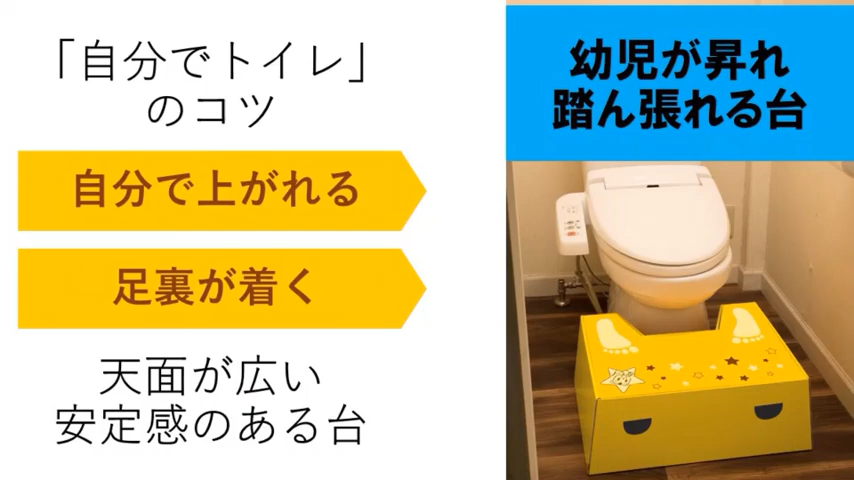 「自分でトイレ」
のコツ
自分で上がれる
足裏が着く
天面が広い
安定感のある台
幼児が昇れ
踏ん張れる台